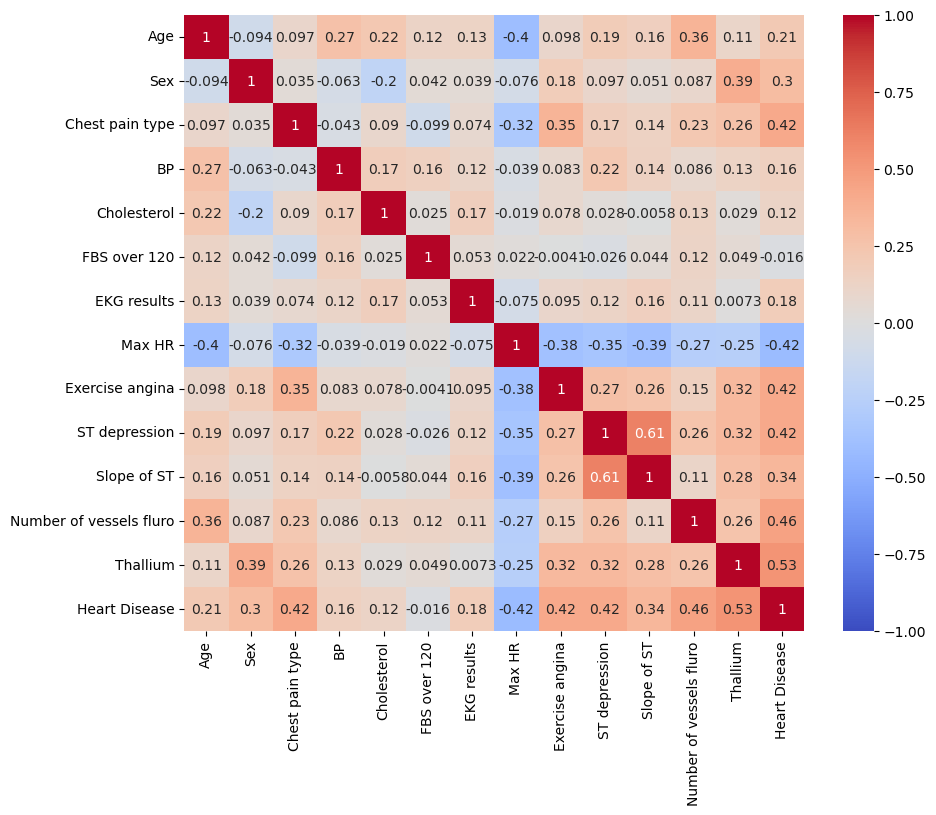 Age 1 -0.094 0.097 0.27 0.22 0.12 0.13 -0.4 0.098 0.19 0.16 0.36 0.11 0.21
Sex -0.094 1 0.035 -0.063 -0.2 0.042 0.039 -0.076 0.18 0.097 0.051 0.087 0.39 0.3
Chest pain type 0.097 0.035 1 -0.043 0.09 -0.099 0.074 -0.32 0.35 0.17 0.14 0.23 0.26 0.42
BP 0.27 -0.063 -0.043 1 0.17 0.16 0.12 -0.039 0.083 0.22 0.14 0.086 0.13 0.16
Cholesterol 0.22 -0.2 0.09 0.17 1 0.025 0.17 -0.019 0.078 0.028 -0.0058 0.13 0.029 0.12
FBS over 120 0.12 0.042 -0.099 0.16 0.025 1 0.053 0.022 -0.0041 -0.026 0.044 0.12 0.049 -0.016
EKG results 0.13 0.039 0.074 0.12 0.17 0.053 1 -0.075 0.095 0.12 0.16 0.11 0.0073 0.18
Max HR -0.4 -0.076 -0.32 -0.039 -0.019 0.022 -0.075 1 -0.38 -0.35 -0.39 -0.27 -0.25 -0.42
Exercise angina 0.098 0.18 0.35 0.083 0.078 -0.0041 0.095 -0.38 1 0.27 0.26 0.15 0.32 0.42
ST depression 0.19 0.097 0.17 0.22 0.028 -0.026 0.12 -0.35 0.27 1 0.61 0.26 0.32 0.42
Slope of ST 0.16 0.051 0.14 0.14 -0.0058 0.044 0.16 -0.39 0.26 0.61 1 0.11 0.28 0.34
Number of vessels fluro 0.36 0.087 0.23 0.086 0.13 0.12 0.11 -0.27 0.15 0.26 0.11 1 0.26 0.46
Thallium 0.11 0.39 0.26 0.13 0.029 0.049 0.0073 -0.25 0.32 0.32 0.28 0.26 1 0.53
Heart Disease 0.21 0.3 0.42 0.16 0.12 -0.016 0.18 -0.42 0.42 0.42 0.34 0.46 0.53 1
Age
Sex
Chest pain type
BP
Cholesterol
FBS over 120
EKG results
Max HR
Exercise angina
ST depression
Slope of ST
Number of vessels fluro
Thallium
Heart Disease
1.00
0.75
0.50
0.25
0.00
−0.25
−0.50
−0.75
−1.00